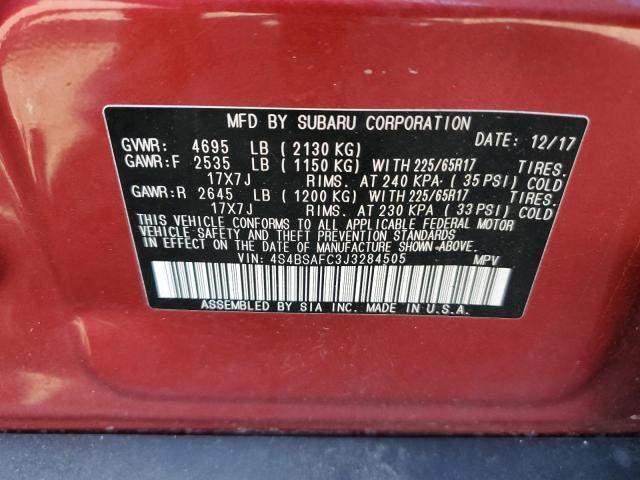 MFD BY SUBARU CORPORATION
GVWR: 4695 LB ( 2130 KG) DATE: 12/17
GAWR:F 2535 LB ( 1150 KG) WITH 225/65R17 TIRES.
17X7J RIMS. AT 240 KPA ( 35 PSI) COLD
GAWR:R 2645 LB ( 1200 KG) WITH 225/65R17 TIRES.
17X7J RIMS. AT 230 KPA ( 33 PSI) COLD
THIS VEHICLE CONFORMS TO ALL APPLICABLE FEDERAL MOTOR
VEHICLE SAFETY AND THEFT PREVENTION STANDARDS
IN EFFECT ON THE DATE OF MANUFACTURE SHOWN ABOVE.
VIN: 4S4BSAFC3J3284505 MPV
ASSEMBLED BY SIA INC. MADE IN U.S.A.